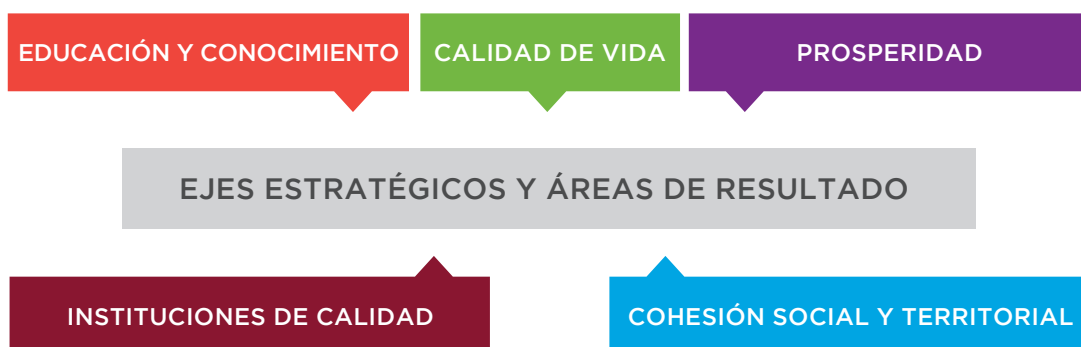 EDUCACIÓN Y CONOCIMIENTO
CALIDAD DE VIDA
PROSPERIDAD
EJES ESTRATÉGICOS Y ÁREAS DE RESULTADO
INSTITUCIONES DE CALIDAD
COHESIÓN SOCIAL Y TERRITORIAL